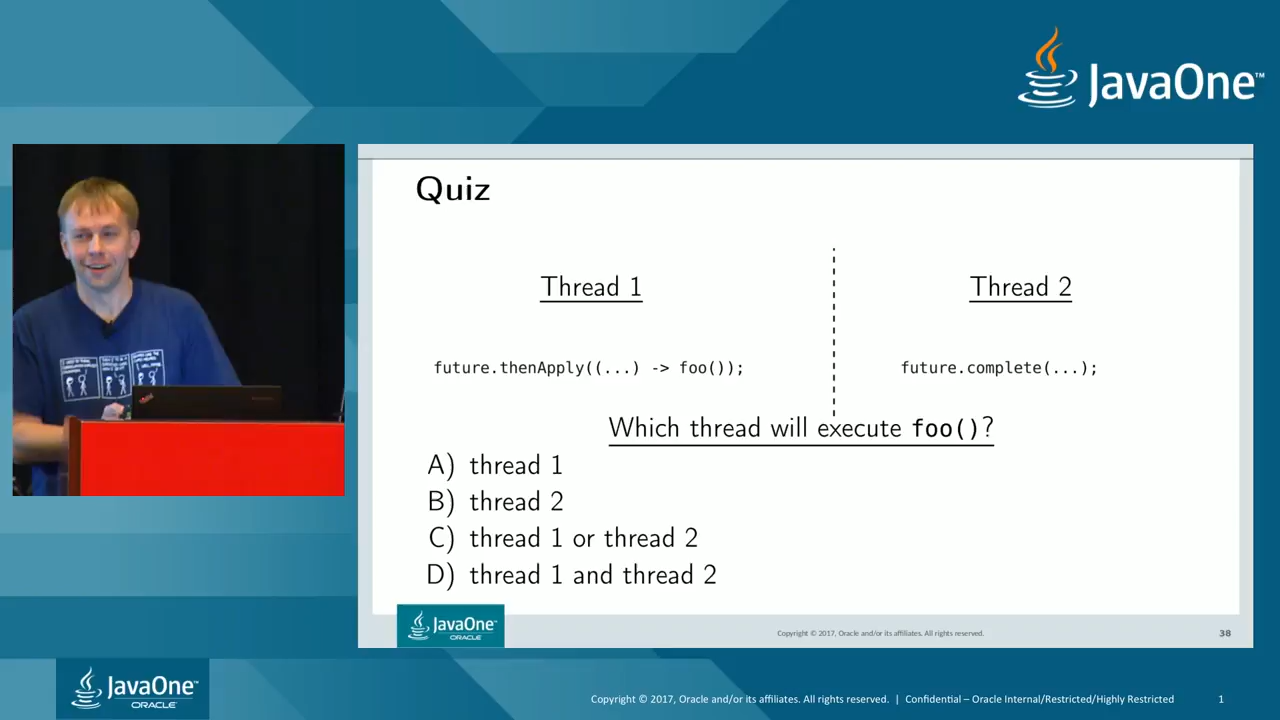 JavaOne™
Quiz
Thread 1
Thread 2
future.thenApply((...) -> foo());
future.complete(...);
Which thread will execute foo()?
A) thread 1
B) thread 2
C) thread 1 or thread 2
D) thread 1 and thread 2
JavaOne™
ORACLE
Copyright © 2017, Oracle and/or its affiliates. All rights reserved.
38
JavaOne™
ORACLE
Copyright © 2017, Oracle and/or its affiliates. All rights reserved. | Confidential – Oracle Internal/Restricted/Highly Restricted
1